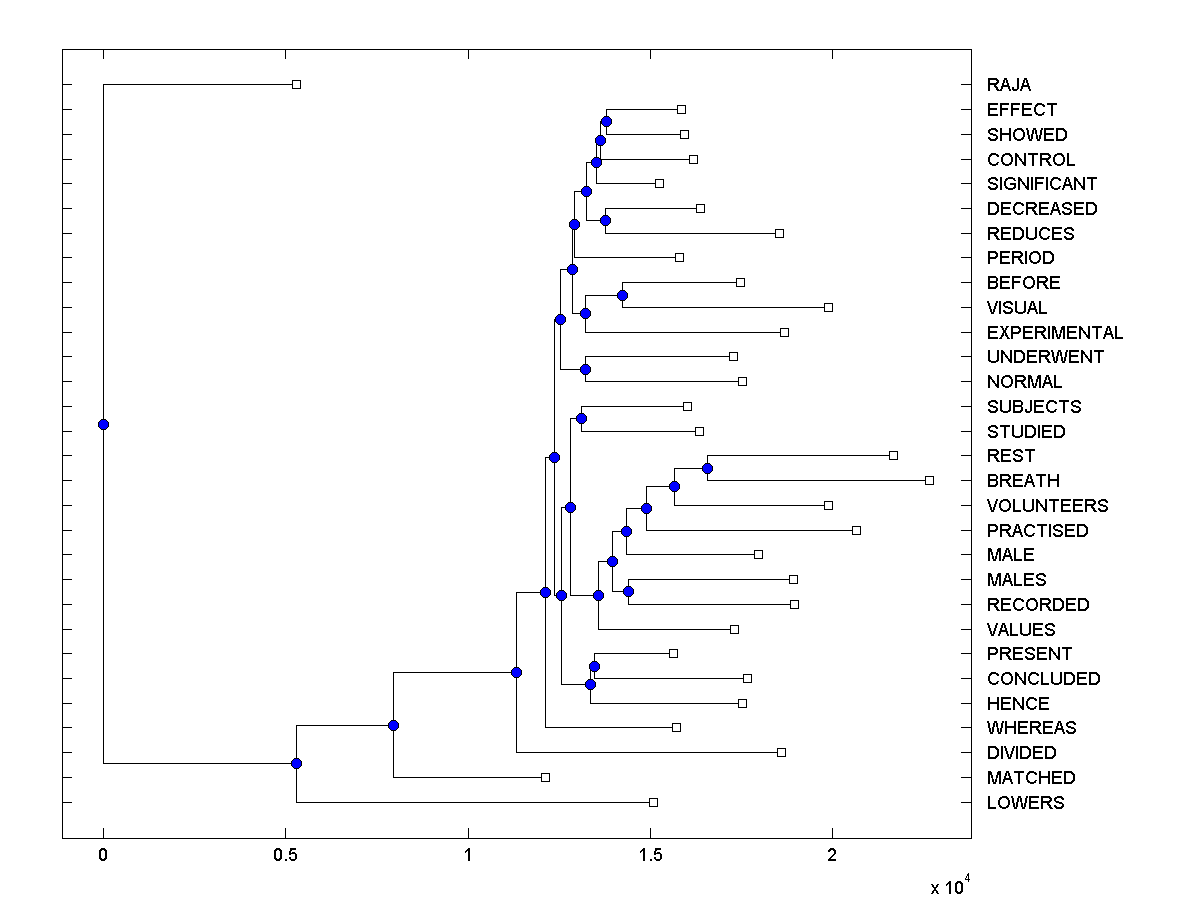 RAJA
EFFECT
SHOWED
CONTROL
SIGNIFICANT
DECREASED
REDUCES
PERIOD
BEFORE
VISUAL
EXPERIMENTAL
UNDERWENT
NORMAL
SUBJECTS
STUDIED
REST
BREATH
VOLUNTEERS
PRACTISED
MALE
MALES
RECORDED
VALUES
PRESENT
CONCLUDED
HENCE
WHEREAS
DIVIDED
MATCHED
LOWERS
0 0.5 1 1.5 2
x 10^4